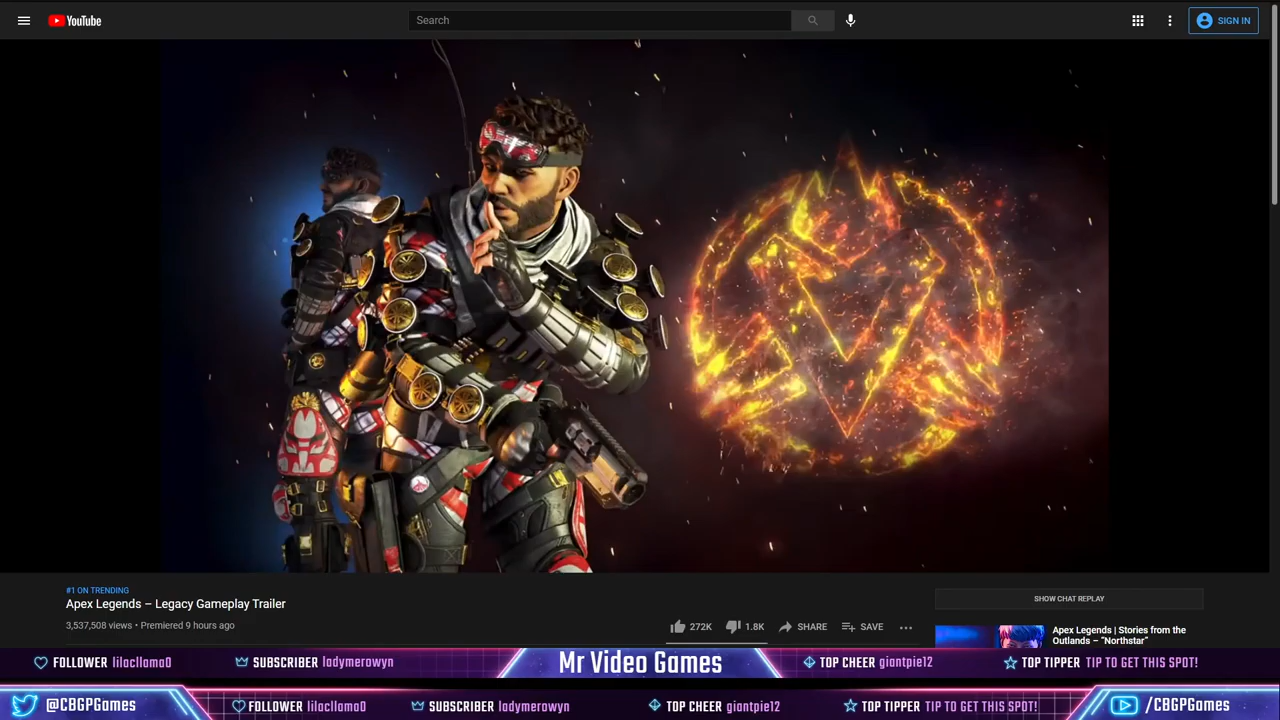 YouTube
Search
SIGN IN
#1 ON TRENDING
Apex Legends – Legacy Gameplay Trailer
3,537,508 views • Premiered 9 hours ago
272K
1.8K
SHARE
SAVE
SHOW CHAT REPLAY
Apex Legends | Stories from the
Outlands – “Northstar”
FOLLOWER lilacllama0
SUBSCRIBER ladymerowyn
Mr Video Games
TOP CHEER giantpie12
TOP TIPPER TIP TO GET THIS SPOT!
@CBGPGames
FOLLOWER lilacllama0
SUBSCRIBER ladymerowyn
TOP CHEER giantpie12
TOP TIPPER TIP TO GET THIS SPOT!
/CBGPGames